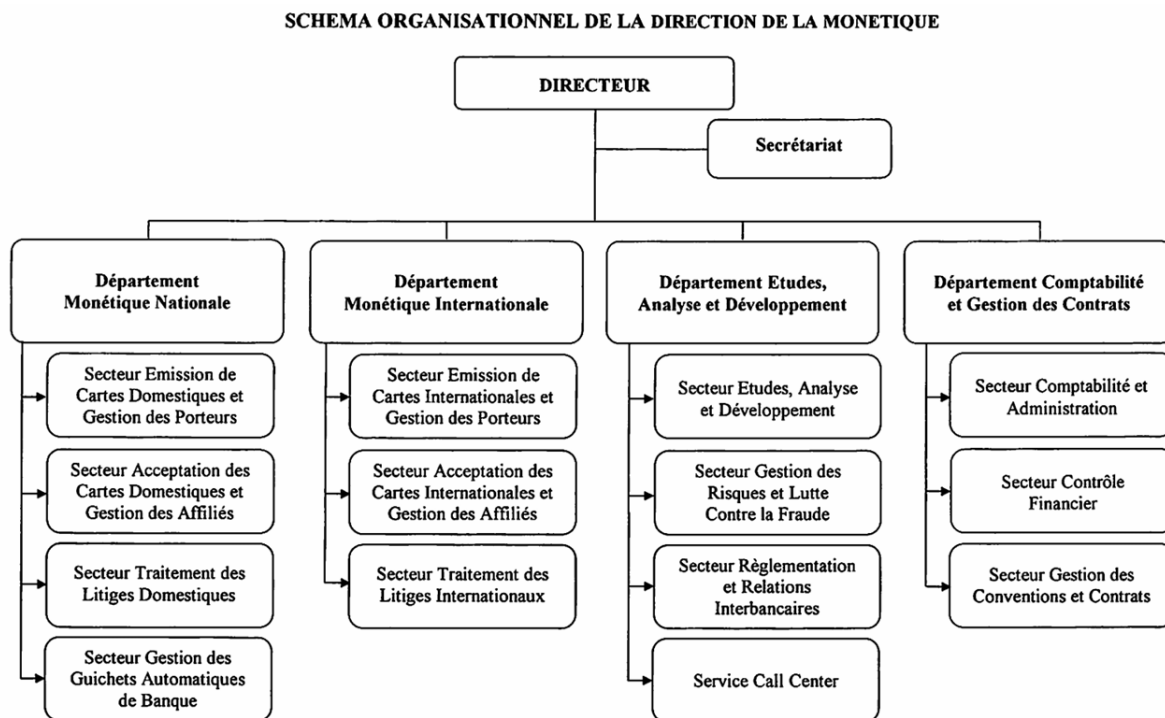 SCHEMA ORGANISATIONNEL DE LA DIRECTION DE LA MONETIQUE
DIRECTEUR
Secrétariat
Département
Monétique Nationale
Secteur Emission de
Cartes Domestiques et
Gestion des Porteurs
Secteur Acceptation des
Cartes Domestiques et
Gestion des Affiliés
Secteur Traitement des
Litiges Domestiques
Secteur Gestion des
Guichets Automatiques
de Banque
Département
Monétique Internationale
Secteur Emission de
Cartes Internationales et
Gestion des Porteurs
Secteur Acceptation des
Cartes Internationales et
Gestion des Affiliés
Secteur Traitement des
Litiges Internationaux
Département Etudes,
Analyse et Développement
Secteur Etudes, Analyse
et Développement
Secteur Gestion des
Risques et Lutte
Contre la Fraude
Secteur Règlementation
et Relations
Interbancaires
Service Call Center
Département Comptabilité
et Gestion des Contrats
Secteur Comptabilité et
Administration
Secteur Contrôle
Financier
Secteur Gestion des
Conventions et Contrats